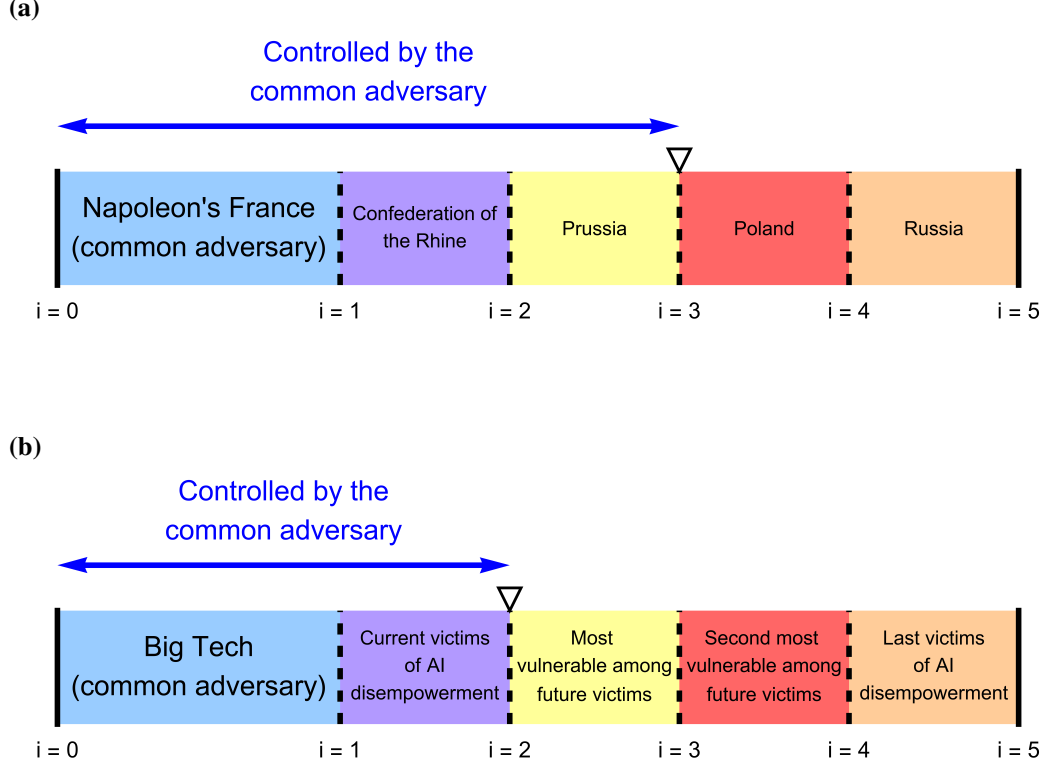 (a)
Controlled by the
common adversary
Napoleon's France
(common adversary)
Confederation of
the Rhine
Prussia
Poland
Russia
i = 0
i = 1
i = 2
i = 3
i = 4
i = 5
(b)
Controlled by the
common adversary
Big Tech
(common adversary)
Current victims
of AI
disempowerment
Most
vulnerable among
future victims
Second most
vulnerable among
future victims
Last victims
of AI
disempowerment
i = 0
i = 1
i = 2
i = 3
i = 4
i = 5